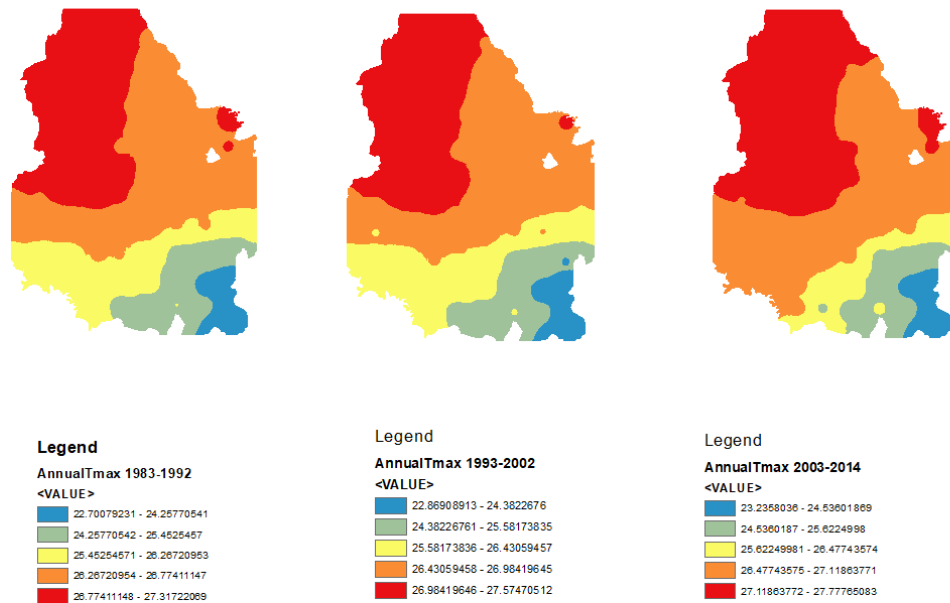 Legend
AnnualTmax 1983-1992
<VALUE>
22.70079231 - 24.25770541
24.25770542 - 25.4525457
25.45254571 - 26.26720953
26.26720954 - 26.77411147
26.77411148 - 27.31722069
Legend
AnnualTmax 1993-2002
<VALUE>
22.86908913 - 24.3822676
24.38226761 - 25.58173835
25.58173836 - 26.43059457
26.43059458 - 26.98419645
26.98419646 - 27.57470512
Legend
AnnualTmax 2003-2014
<VALUE>
23.2358036 - 24.53601869
24.5360187 - 25.6224998
25.62249981 - 26.47743574
26.47743575 - 27.11863771
27.11863772 - 27.77765083